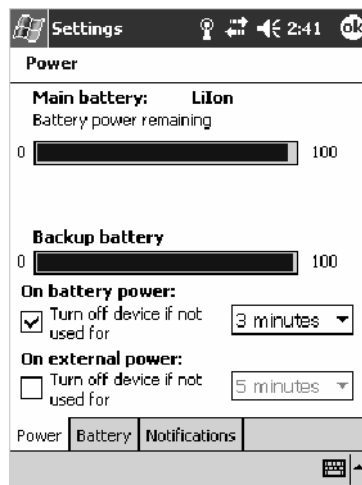 Settings 2:41 ok
Power
Main battery: LiIon
Battery power remaining
0 100
Backup battery
0 100
On battery power:
Turn off device if not
used for
3 minutes
On external power:
Turn off device if not
used for
5 minutes
Power Battery Notifications